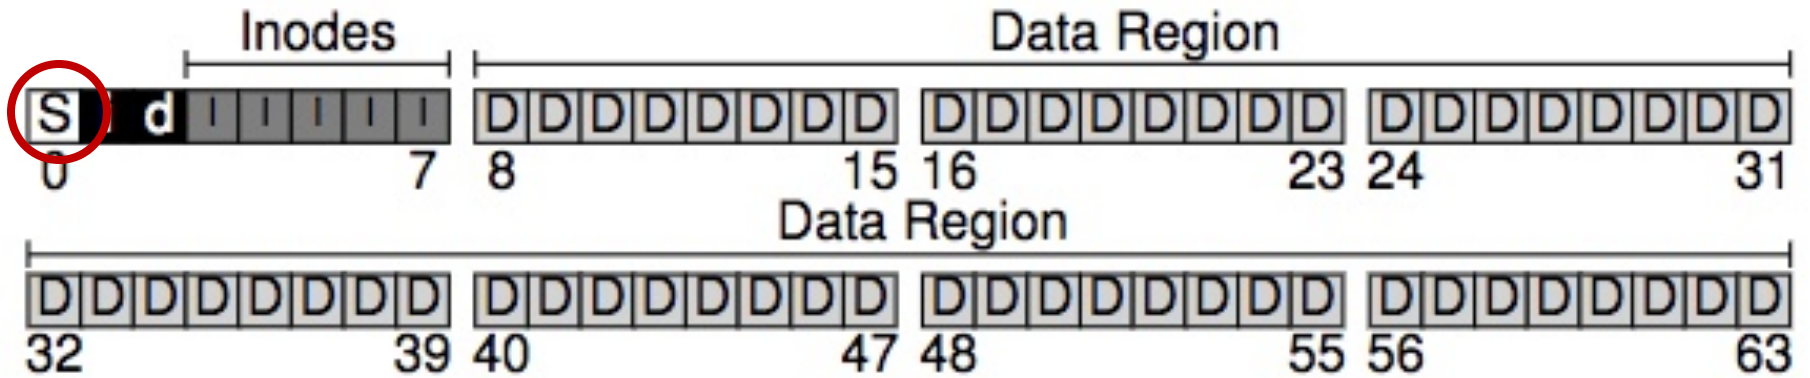 Inodes Data Region
S i d I I I I I D D D D D D D D D D D D D D D D D D D D D D D D
0 7 8 15 16 23 24 31
Data Region
D D D D D D D D D D D D D D D D D D D D D D D D D D D D D D D D
32 39 40 47 48 55 56 63